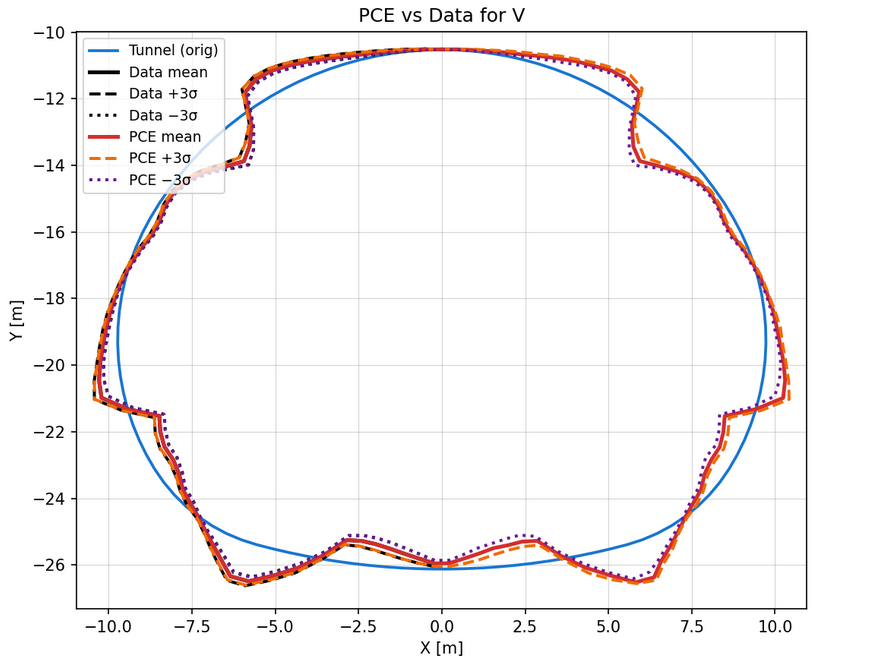 PCE vs Data for V
Tunnel (orig)
Data mean
Data +3σ
Data −3σ
PCE mean
PCE +3σ
PCE −3σ
−10
−12
−14
−16
−18
−20
−22
−24
−26
Y [m]
−10.0 −7.5 −5.0 −2.5 0.0 2.5 5.0 7.5 10.0
X [m]